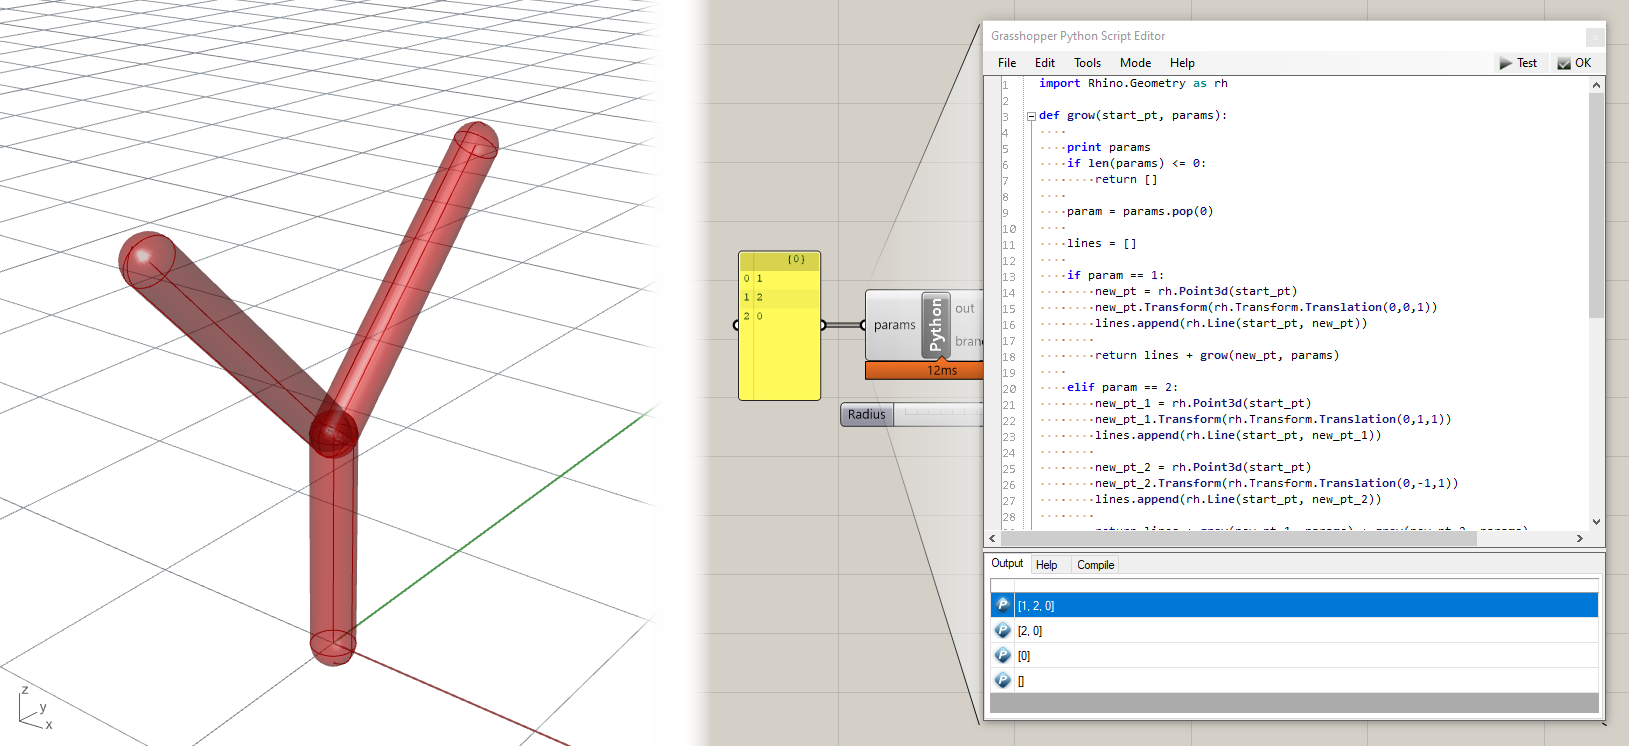 z
y
x
{0}
0 1
1 2
2 0
params
Python
out
12ms
Radius
Grasshopper Python Script Editor
File Edit Tools Mode Help
Test OK
1 import Rhino.Geometry as rh
2
3 def grow(start_pt, params):
4
5 print params
6 if len(params) <= 0:
7 return []
8
9 param = params.pop(0)
10
11 lines = []
12
13 if param == 1:
14 new_pt = rh.Point3d(start_pt)
15 new_pt.Transform(rh.Transform.Translation(0,0,1))
16 lines.append(rh.Line(start_pt, new_pt))
17
18 return lines + grow(new_pt, params)
19
20 elif param == 2:
21 new_pt_1 = rh.Point3d(start_pt)
22 new_pt_1.Transform(rh.Transform.Translation(0,1,1))
23 lines.append(rh.Line(start_pt, new_pt_1))
24
25 new_pt_2 = rh.Point3d(start_pt)
26 new_pt_2.Transform(rh.Transform.Translation(0,-1,1))
27 lines.append(rh.Line(start_pt, new_pt_2))
28
Output Help Compile
[1, 2, 0]
[2, 0]
[0]
[]